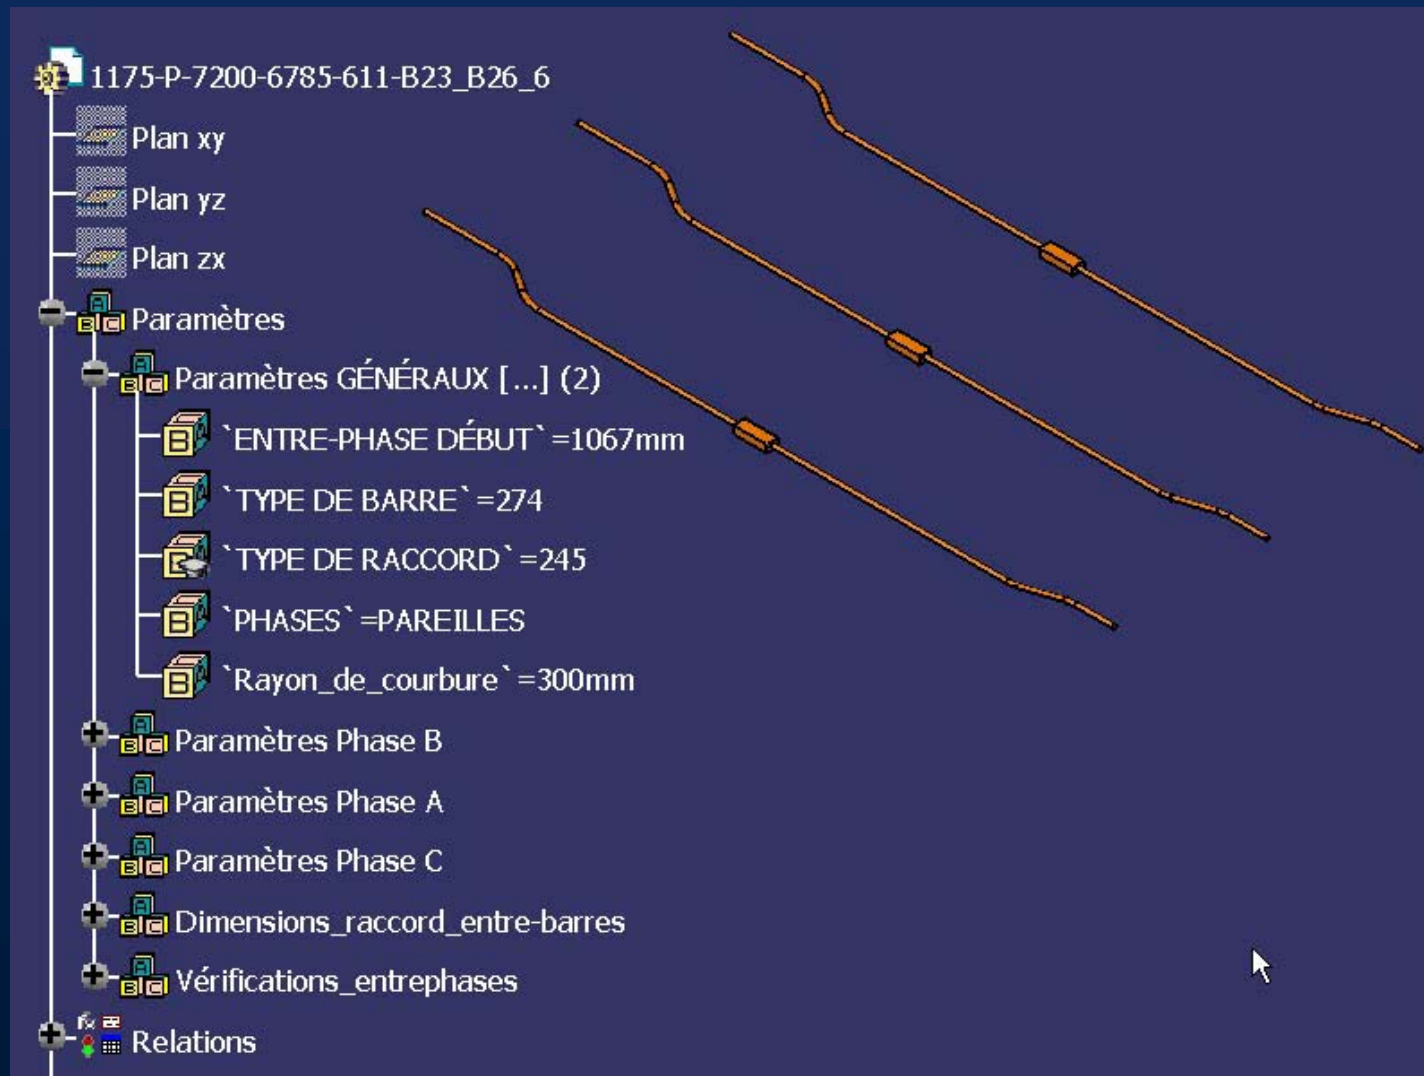 1175-P-7200-6785-611-B23_B26_6
Plan xy
Plan yz
Plan zx
Paramètres
Paramètres GÉNÉRAUX [...] (2)
`ENTRE-PHASE DÉBUT`=1067mm
`TYPE DE BARRE`=274
`TYPE DE RACCORD`=245
`PHASES`=PAREILLES
`Rayon_de_courbure`=300mm
Paramètres Phase B
Paramètres Phase A
Paramètres Phase C
Dimensions_raccord_entre-barres
Vérifications_entrephases
Relations